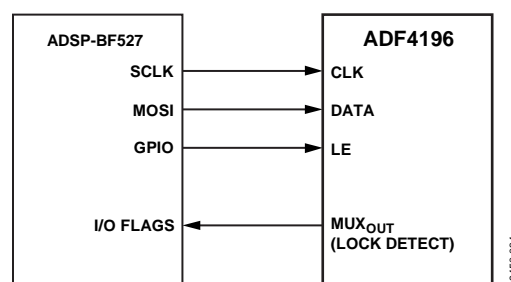 ADSP-BF527
ADF4196
SCLK
CLK
MOSI
DATA
GPIO
LE
I/O FLAGS
MUXOUT
(LOCK DETECT)